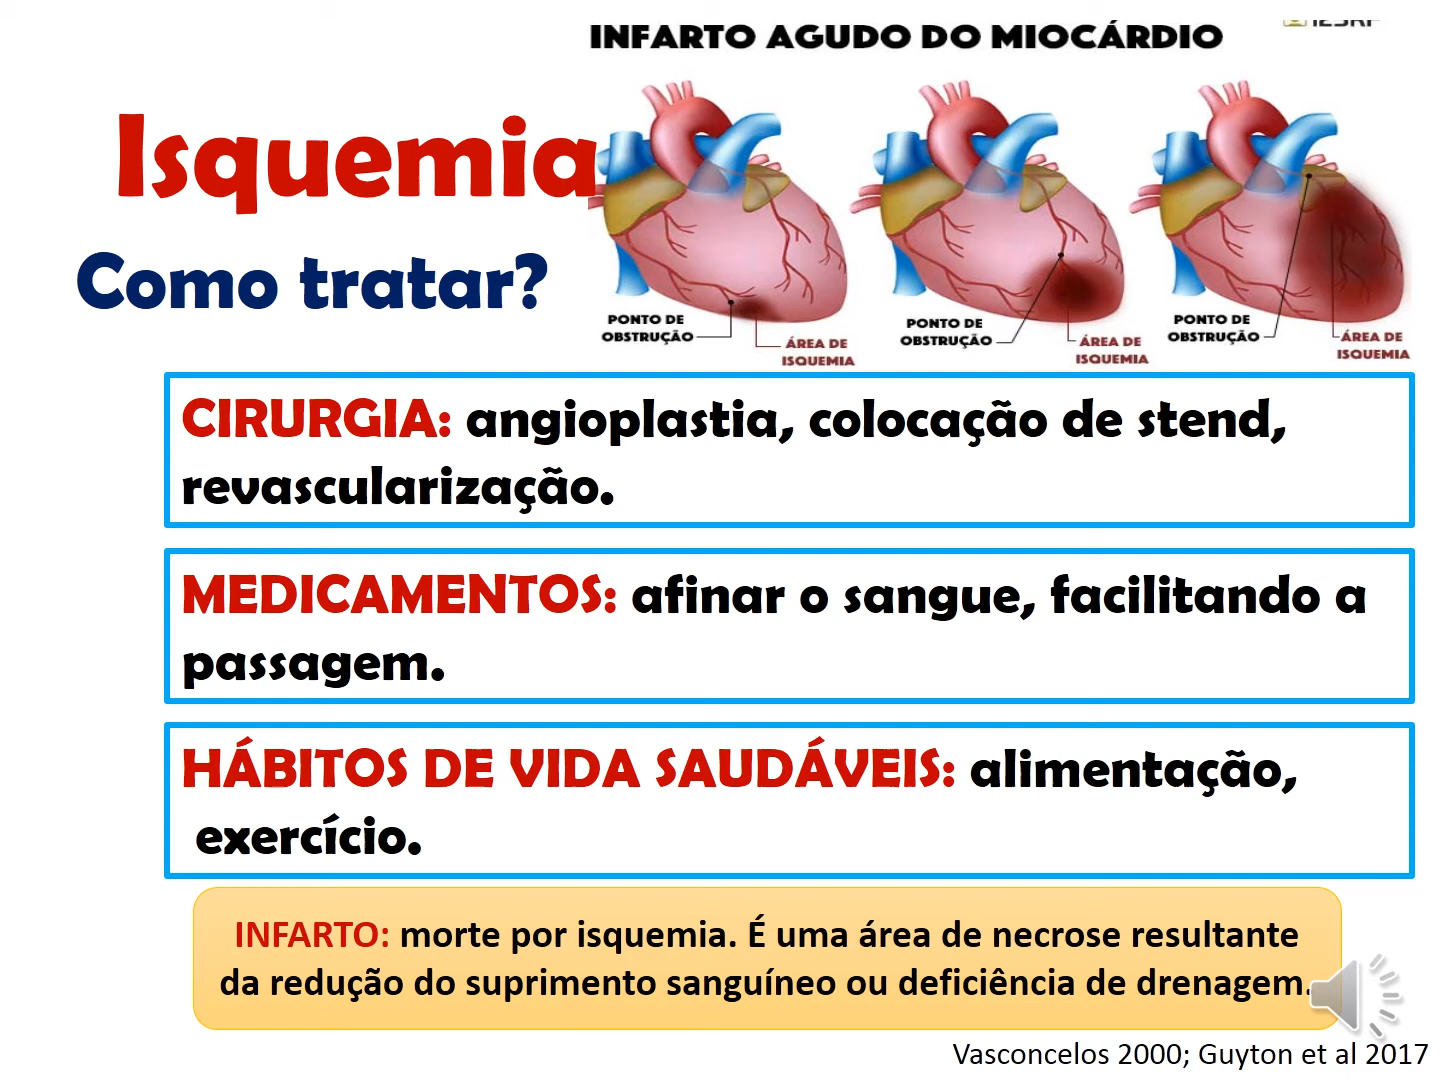 INFARTO AGUDO DO MIOCÁRDIO
Isquemia
Como tratar?
PONTO DE
OBSTRUÇÃO
ÁREA DE
ISQUEMIA
PONTO DE
OBSTRUÇÃO
ÁREA DE
ISQUEMIA
PONTO DE
OBSTRUÇÃO
ÁREA DE
ISQUEMIA
CIRURGIA: angioplastia, colocação de stend,
revascularização.
MEDICAMENTOS: afinar o sangue, facilitando a
passagem.
HÁBITOS DE VIDA SAUDÁVEIS: alimentação,
exercício.
INFARTO: morte por isquemia. É uma área de necrose resultante
da redução do suprimento sanguíneo ou deficiência de drenagem.
Vasconcelos 2000; Guyton et al 2017